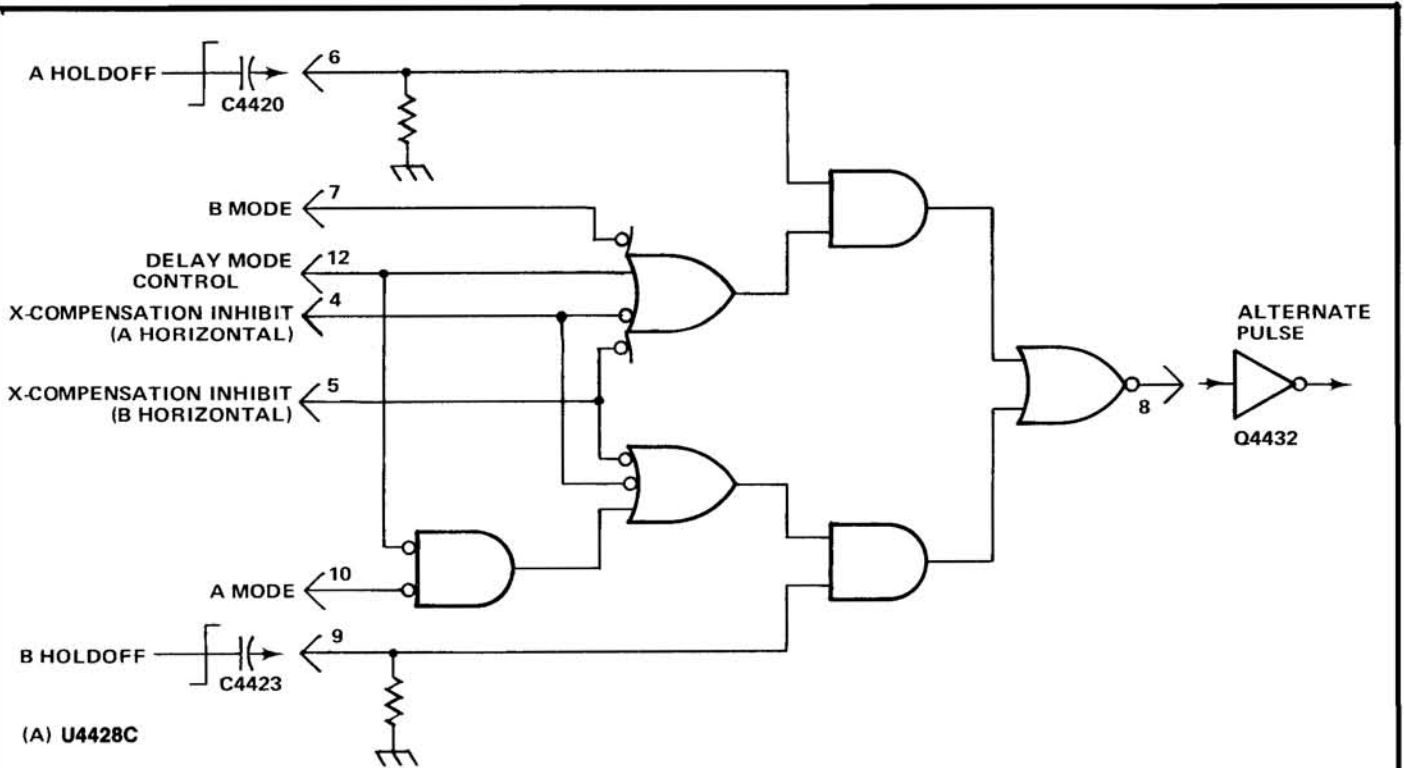 A HOLDOFF
6
C4420
B MODE
7
DELAY MODE
CONTROL
12
X-COMPENSATION INHIBIT
(A HORIZONTAL)
4
X-COMPENSATION INHIBIT
(B HORIZONTAL)
5
ALTERNATE
PULSE
8
Q4432
A MODE
10
B HOLDOFF
9
C4423
(A) U4428C